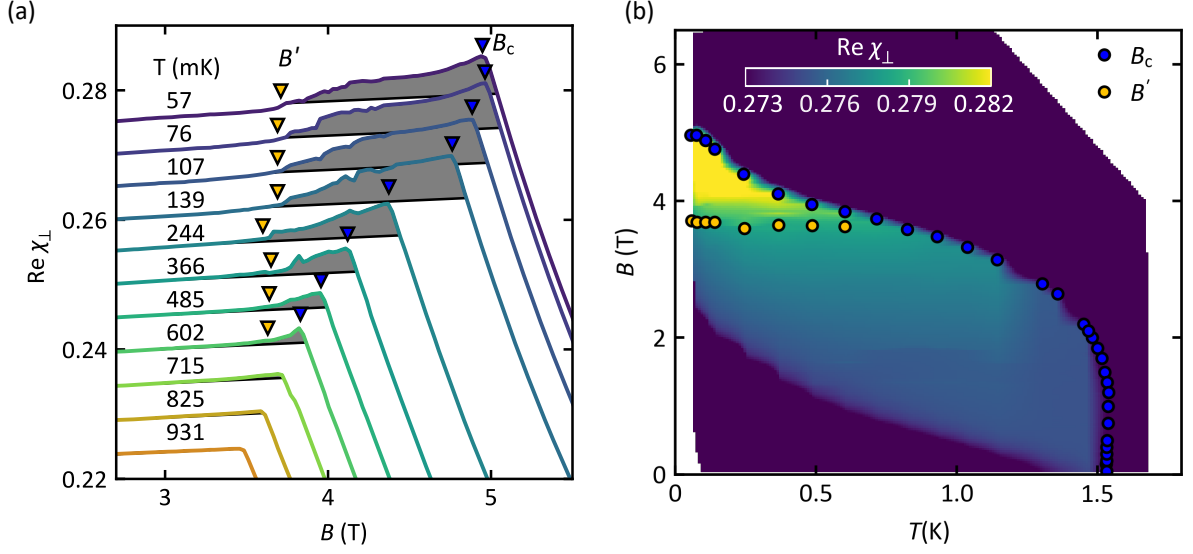 (a)
T (mK)
B′
Bc
57
76
107
139
244
366
485
602
715
825
931
0.28
0.26
0.24
0.22
Re χ⊥
3
4
5
B (T)
(b)
Re χ⊥
0.273
0.276
0.279
0.282
Bc
B′
6
4
2
0
B (T)
0
0.5
1.0
1.5
T(K)